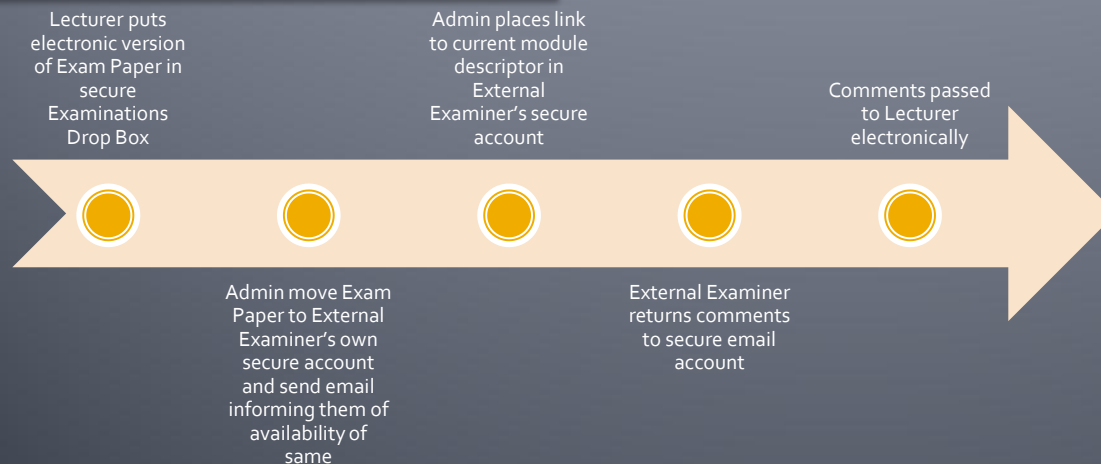 Lecturer puts
electronic version
of Exam Paper in
secure
Examinations
Drop Box
Admin move Exam
Paper to External
Examiner's own
secure account
and send email
informing them of
availability of
same
Admin places link
to current module
descriptor in
External
Examiner's secure
account
External Examiner
returns comments
to secure email
account
Comments passed
to Lecturer
electronically